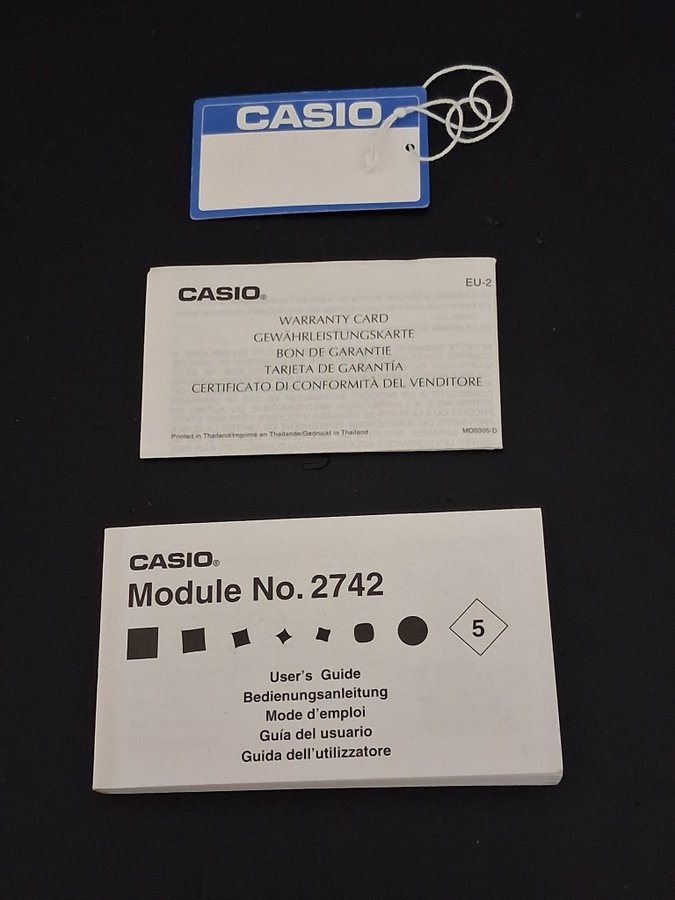 CASIO
CASIO®
EU-2
WARRANTY CARD
GEWÄHRLEISTUNGSKARTE
BON DE GARANTIE
TARJETA DE GARANTÍA
CERTIFICATO DI CONFORMITÀ DEL VENDITORE
Printed in Thailand/Imprimé en Thaïlande/Gedruckt in Thailand
MO0305-D
CASIO®
Module No. 2742
5
User's Guide
Bedienungsanleitung
Mode d'emploi
Guía del usuario
Guida dell'utilizzatore